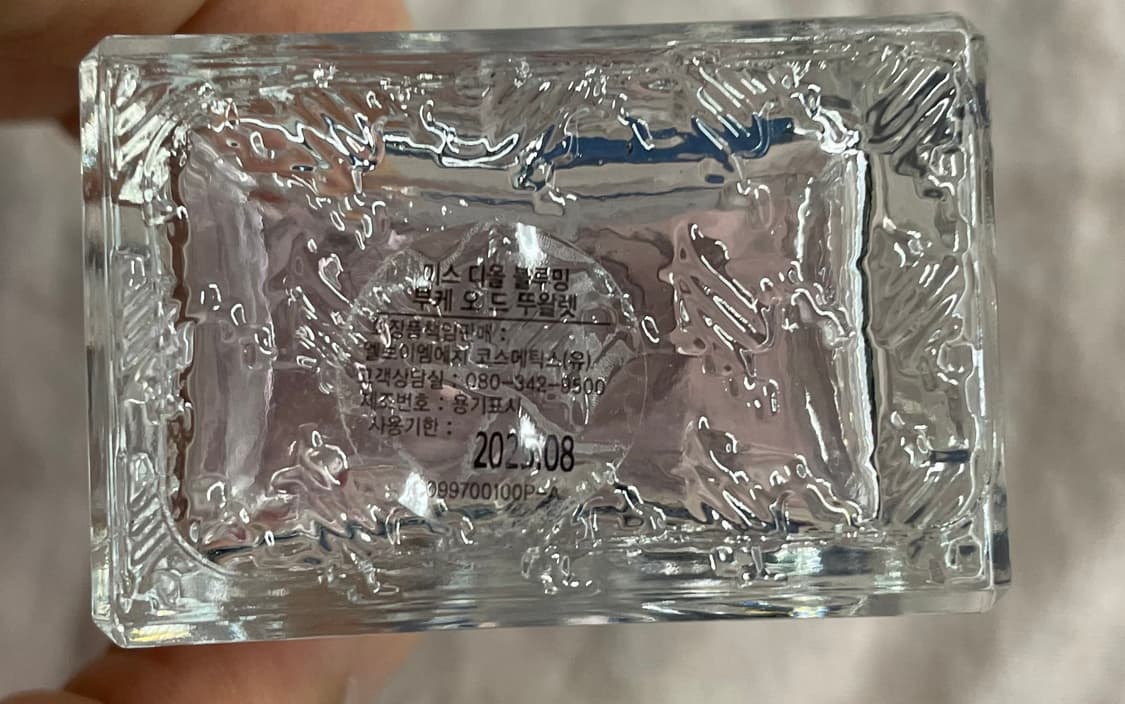 미스 디올 블루밍
부케 오 드 뚜왈렛
화장품책임판매 :
엘브이엠에치 코스메틱스(유)
고객상담실 : 080-342-9500
제조번호 : 용기표시
사용기한 :
099700100P-A